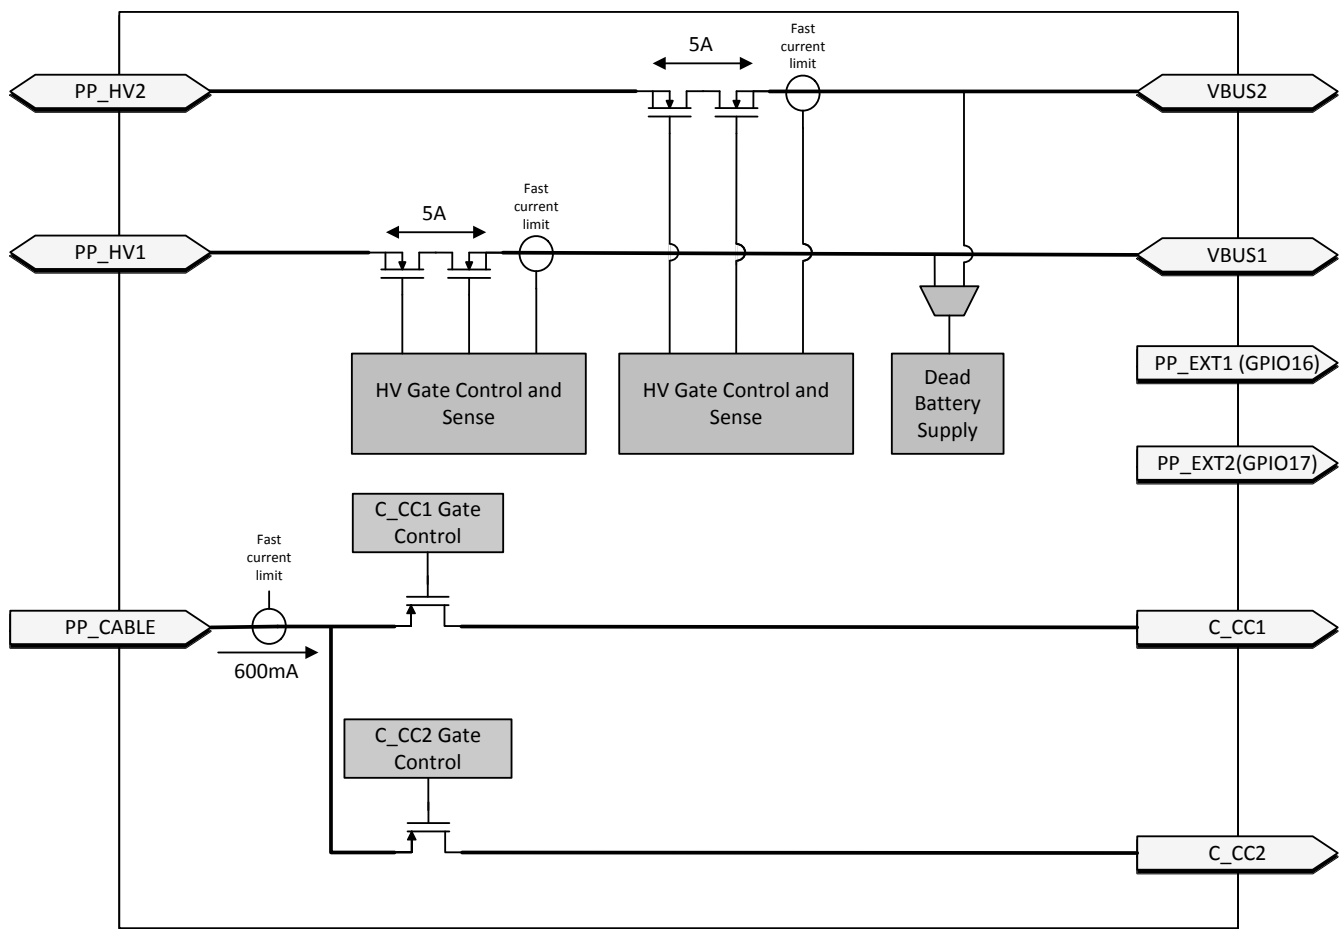 Fast
current
limit
5A
PP_HV2
VBUS2
Fast
current
limit
5A
PP_HV1
VBUS1
HV Gate Control and
Sense
HV Gate Control and
Sense
Dead
Battery
Supply
PP_EXT1 (GPIO16)
PP_EXT2(GPIO17)
C_CC1 Gate
Control
Fast
current
limit
PP_CABLE
600mA
C_CC1
C_CC2 Gate
Control
C_CC2